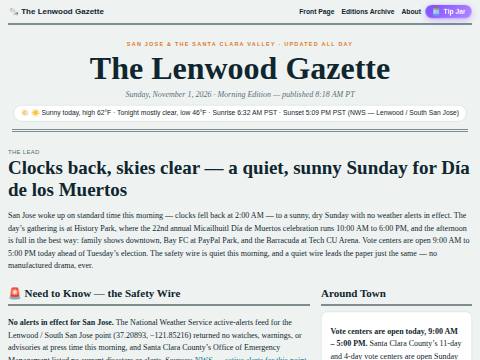 🗞️ The Lenwood Gazette
Front Page Editions Archive About 🫙 Tip Jar
SAN JOSE & THE SANTA CLARA VALLEY · UPDATED ALL DAY
The Lenwood Gazette
Sunday, November 1, 2026 · Morning Edition — published 8:18 AM PT
Sunny today, high 62°F · Tonight mostly clear, low 46°F · Sunrise 6:32 AM PST · Sunset 5:09 PM PST (NWS — Lenwood / South San Jose)
THE LEAD
Clocks back, skies clear — a quiet, sunny Sunday for Día
de los Muertos
San Jose woke up on standard time this morning — clocks fell back at 2:00 AM — to a sunny, dry Sunday with no weather alerts in effect. The
day’s gathering is at History Park, where the 22nd annual Micailhuitl Día de Muertos celebration runs 10:00 AM to 6:00 PM, and the afternoon
is full in the best way: family shows downtown, Bay FC at PayPal Park, and the Barracuda at Tech CU Arena. Vote centers are open 9:00 AM to
5:00 PM today ahead of Tuesday’s election. The safety wire is quiet this morning, and a quiet wire leads the paper just the same — no
manufactured drama, ever.
🚨 Need to Know — the Safety Wire
No alerts in effect for San Jose. The National Weather Service active-alerts feed for the
Lenwood / South San Jose point (37.20893, −121.85216) returned no watches, warnings, or
advisories at press time this morning, and Santa Clara County’s Office of Emergency
Around Town
Vote centers are open today, 9:00 AM
– 5:00 PM. Santa Clara County’s 11-day
and 4-day vote centers are open Sunday